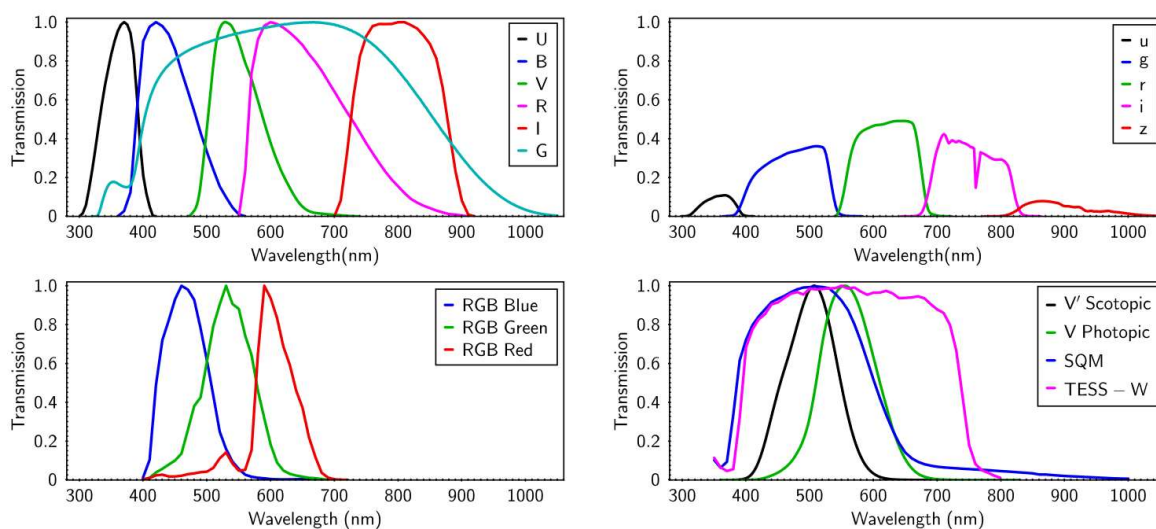 Transmission
1.0
0.8
0.6
0.4
0.2
0
300 400 500 600 700 800 900 1000
Wavelength(nm)
U
B
V
R
I
G
Transmission
1.0
0.8
0.6
0.4
0.2
0
300 400 500 600 700 800 900 1000
Wavelength(nm)
u
g
r
i
z
Transmission
1.0
0.8
0.6
0.4
0.2
0
300 400 500 600 700 800 900 1000
Wavelength (nm)
RGB Blue
RGB Green
RGB Red
Transmission
1.0
0.8
0.6
0.4
0.2
0
300 400 500 600 700 800 900 1000
Wavelength (nm)
V′ Scotopic
V Photopic
SQM
TESS − W